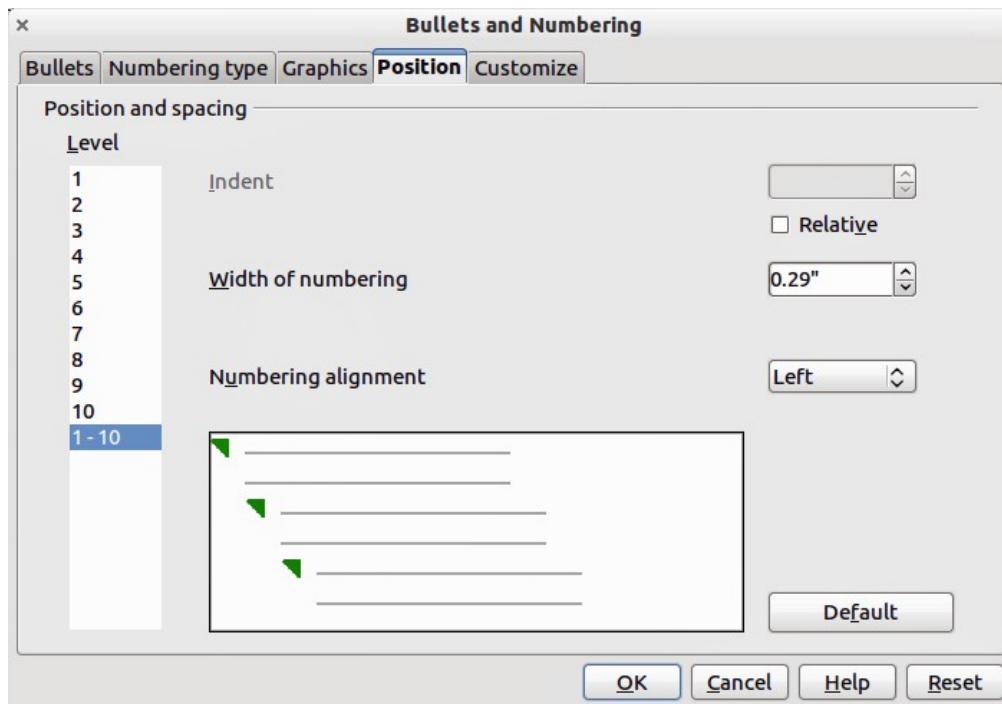 Bullets and Numbering
Bullets Numbering type Graphics Position Customize
Position and spacing
Level
1
2
3
4
5
6
7
8
9
10
1 - 10
Indent
Relative
Width of numbering 0.29"
Numbering alignment Left
Default
OK Cancel Help Reset